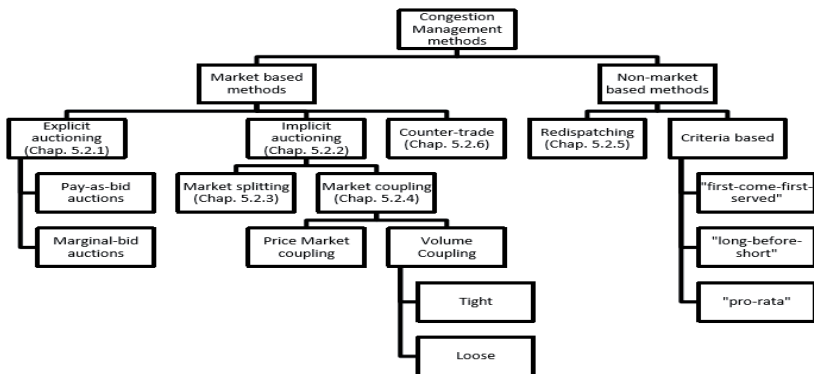 Congestion
Management
methods
Market based
methods
Non-market
based methods
Explicit
auctioning
(Chap. 5.2.1)
Implicit
auctioning
(Chap. 5.2.2)
Counter-trade
(Chap. 5.2.6)
Redispatching
(Chap. 5.2.5)
Criteria based
Pay-as-bid
auctions
Marginal-bid
auctions
Market splitting
(Chap. 5.2.3)
Market coupling
(Chap. 5.2.4)
Price Market
coupling
Volume
Coupling
Tight
Loose
"first-come-first-
served"
"long-before-
short"
"pro-rata"